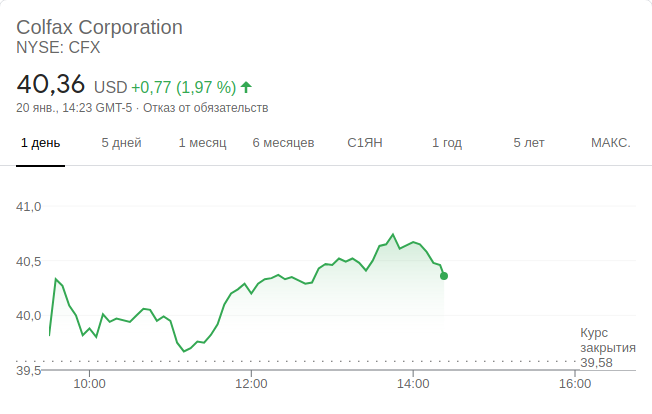 Colfax Corporation
NYSE: CFX
40,36 USD +0,77 (1,97 %)
20 янв., 14:23 GMT-5 · Отказ от обязательств
1 день 5 дней 1 месяц 6 месяцев С1ЯН 1 год 5 лет МАКС.
41,0
40,5
40,0
Курс
закрытия
39,58
39,5
10:00 12:00 14:00 16:00